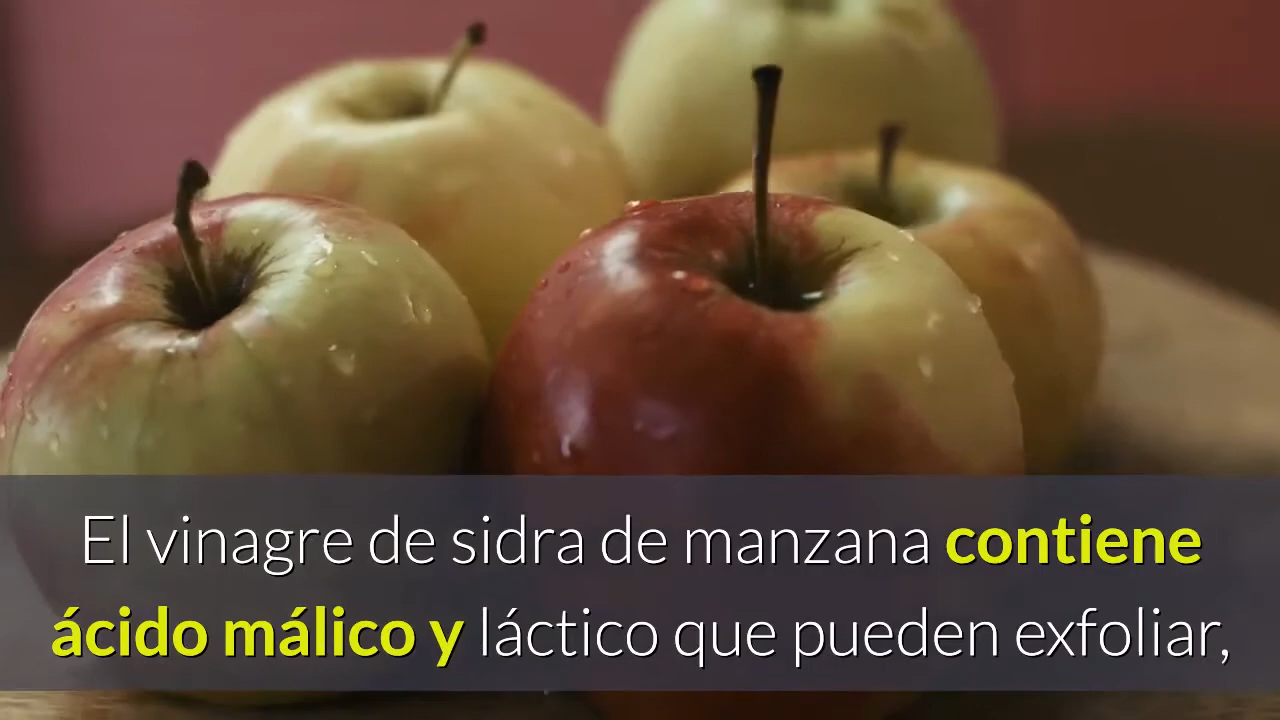 El vinagre de sidra de manzana contiene
ácido málico y láctico que pueden exfoliar,